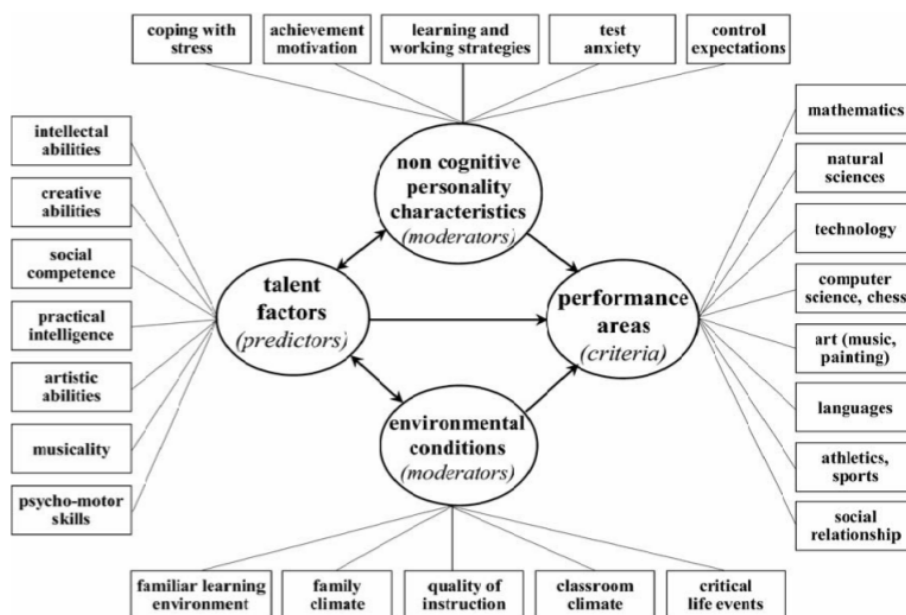 coping with
stress
achievement
motivation
learning and
working strategies
test
anxiety
control
expectations
intellectal
abilities
creative
abilities
social
competence
practical
intelligence
artistic
abilities
musicality
psycho-motor
skills
non cognitive
personality
characteristics
(moderators)
talent
factors
(predictors)
performance
areas
(criteria)
environmental
conditions
(moderators)
mathematics
natural
sciences
technology
computer
science, chess
art (music,
painting)
languages
athletics,
sports
social
relationship
familiar learning
environment
family
climate
quality of
instruction
classroom
climate
critical
life events